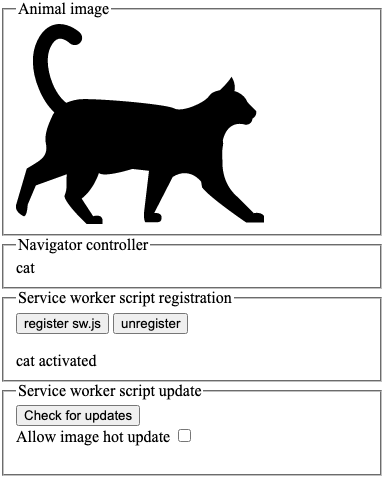 Animal image
Navigator controller
cat
Service worker script registration
register sw.js unregister
cat activated
Service worker script update
Check for updates
Allow image hot update